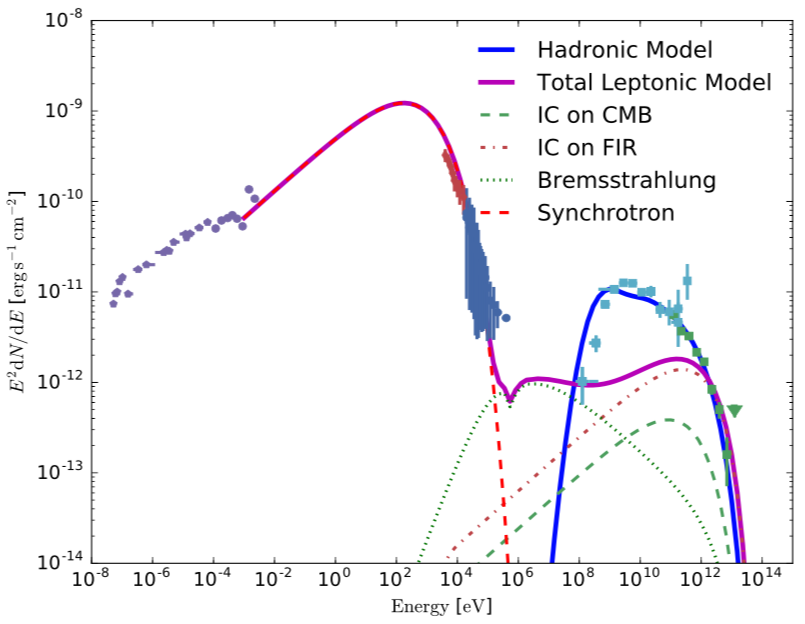 10^-8
10^-9
10^-10
10^-11
10^-12
10^-13
10^-14
E^2dN/dE [erg s^-1 cm^-2]
Hadronic Model
Total Leptonic Model
IC on CMB
IC on FIR
Bremsstrahlung
Synchrotron
10^-8 10^-6 10^-4 10^-2 10^0 10^2 10^4 10^6 10^8 10^10 10^12 10^14
Energy [eV]